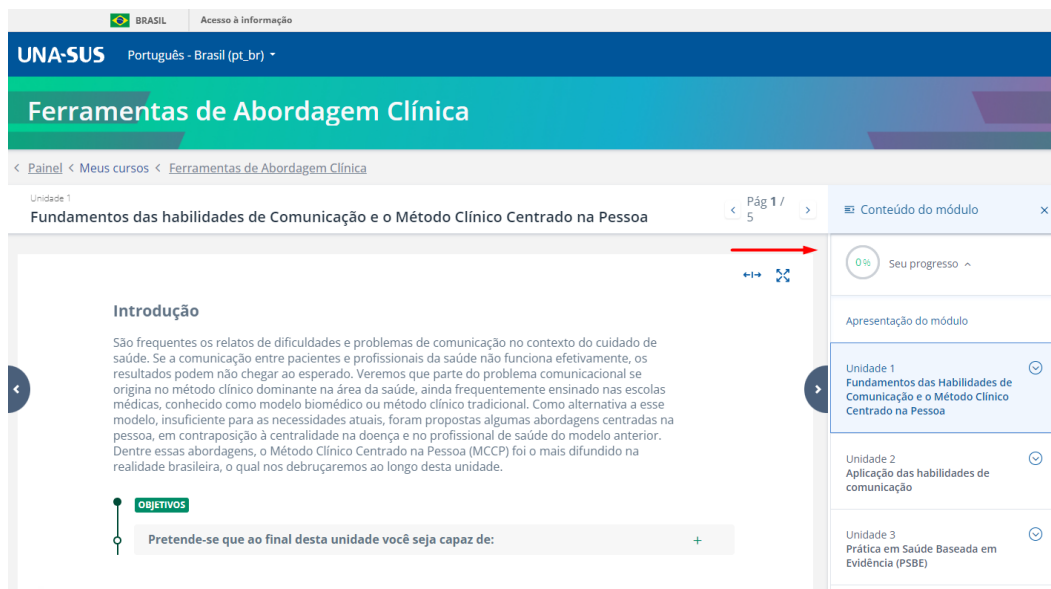 BRASIL Acesso à informação
UNA-SUS Português - Brasil (pt_br)
Ferramentas de Abordagem Clínica
< Painel < Meus cursos < Ferramentas de Abordagem Clínica
Unidade 1
Fundamentos das habilidades de Comunicação e o Método Clínico Centrado na Pessoa
< Pág 1 / >
5
Introdução
São frequentes os relatos de dificuldades e problemas de comunicação no contexto do cuidado de
saúde. Se a comunicação entre pacientes e profissionais da saúde não funciona efetivamente, os
resultados podem não chegar ao esperado. Veremos que parte do problema comunicacional se
origina no método clínico dominante na área da saúde, ainda frequentemente ensinado nas escolas
médicas, conhecido como modelo biomédico ou método clínico tradicional. Como alternativa a esse
modelo, insuficiente para as necessidades atuais, foram propostas algumas abordagens centradas na
pessoa, em contraposição à centralidade na doença e no profissional de saúde do modelo anterior.
Dentre essas abordagens, o Método Clínico Centrado na Pessoa (MCCP) foi o mais difundido na
realidade brasileira, o qual nos debruçaremos ao longo desta unidade.
OBJETIVOS
Pretende-se que ao final desta unidade você seja capaz de: +
Conteúdo do módulo ×
0% Seu progresso
Apresentação do módulo
Unidade 1
Fundamentos das Habilidades de
Comunicação e o Método Clínico
Centrado na Pessoa
Unidade 2
Aplicação das habilidades de
comunicação
Unidade 3
Prática em Saúde Baseada em
Evidência (PSBE)